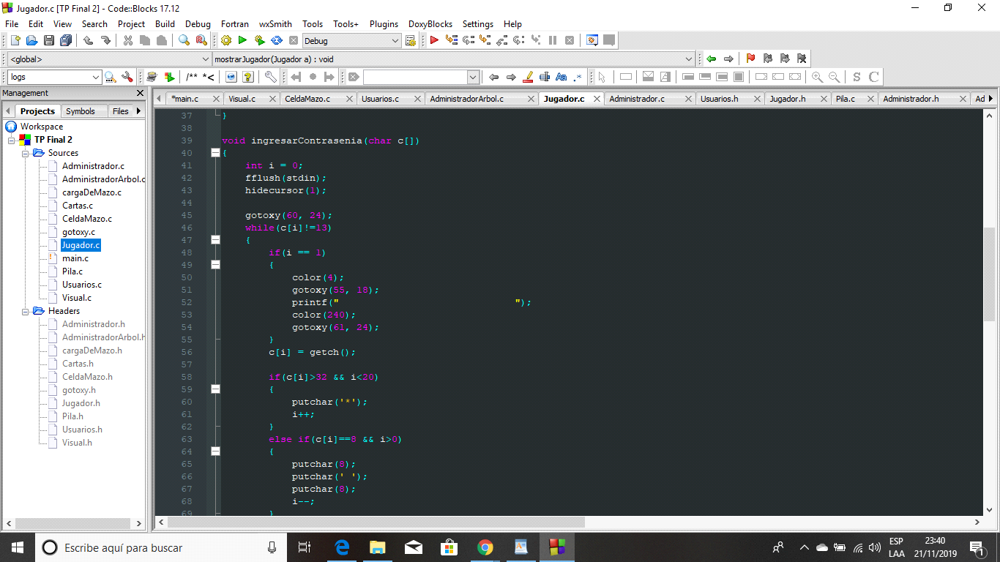 Jugador.c [TP Final 2] - Code::Blocks 17.12
File Edit View Search Project Build Debug Fortran wxSmith Tools Tools+ Plugins DoxyBlocks Settings Help
Debug
<global> mostrarJugador(Jugador a) : void
logs /** *< Aa .* S C
Management
*main.c Visual.c CeldaMazo.c Usuarios.c AdministradorArbol.c Jugador.c Administrador.c Usuarios.h Jugador.h Pila.c Administrador.h Ad
Projects Symbols Files
Workspace
TP Final 2
Sources
Administrador.c
AdministradorArbol.c
cargaDeMazo.c
Cartas.c
CeldaMazo.c
gotoxy.c
Jugador.c
main.c
Pila.c
Usuarios.c
Visual.c
Headers
Administrador.h
AdministradorArbol.h
cargaDeMazo.h
Cartas.h
CeldaMazo.h
gotoxy.h
Jugador.h
Pila.h
Usuarios.h
Visual.h
37 }
38
39 void ingresarContrasenia(char c[])
40 {
41 int i = 0;
42 fflush(stdin);
43 hidecursor(1);
44
45 gotoxy(60, 24);
46 while(c[i]!=13)
47 {
48 if(i == 1)
49 {
50 color(4);
51 gotoxy(55, 18);
52 printf("                              ");
53 color(240);
54 gotoxy(61, 24);
55 }
56 c[i] = getch();
57
58 if(c[i]>32 && i<20)
59 {
60 putchar('*');
61 i++;
62 }
63 else if(c[i]==8 && i>0)
64 {
65 putchar(8);
66 putchar(' ');
67 putchar(8);
68 i--;
69 }
Escribe aquí para buscar
ESP
LAA
23:40
21/11/2019
1